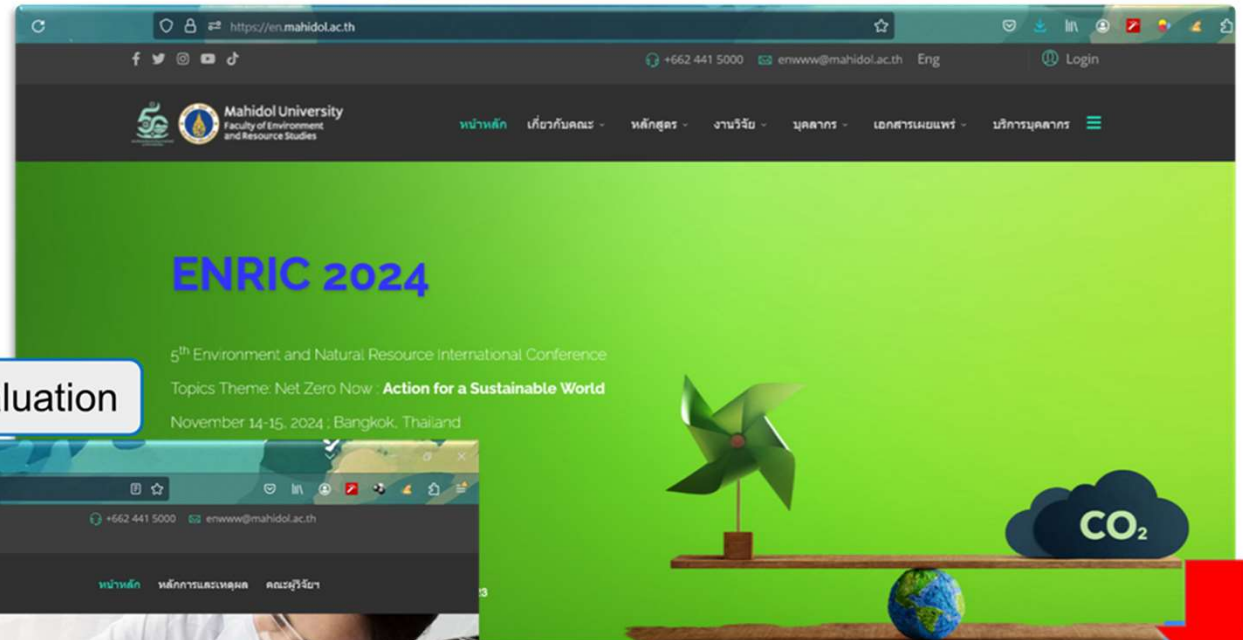 https://en.mahidol.ac.th
+662 441 5000 enwww@mahidol.ac.th Eng Login
Mahidol University
Faculty of Environment
and Resource Studies
หน้าหลัก เกี่ยวกับคณะ หลักสูตร งานวิจัย บุคลากร เอกสารเผยแพร่ บริการบุคลากร
ENRIC 2024
5th Environment and Natural Resource International Conference
Topics Theme: Net Zero Now : Action for a Sustainable World
November 14-15, 2024 ; Bangkok, Thailand
CO2
luation
+662 441 5000 enwww@mahidol.ac.th
หน้าหลัก หลักการและเหตุผล คณะผู้วิจัยฯ
23